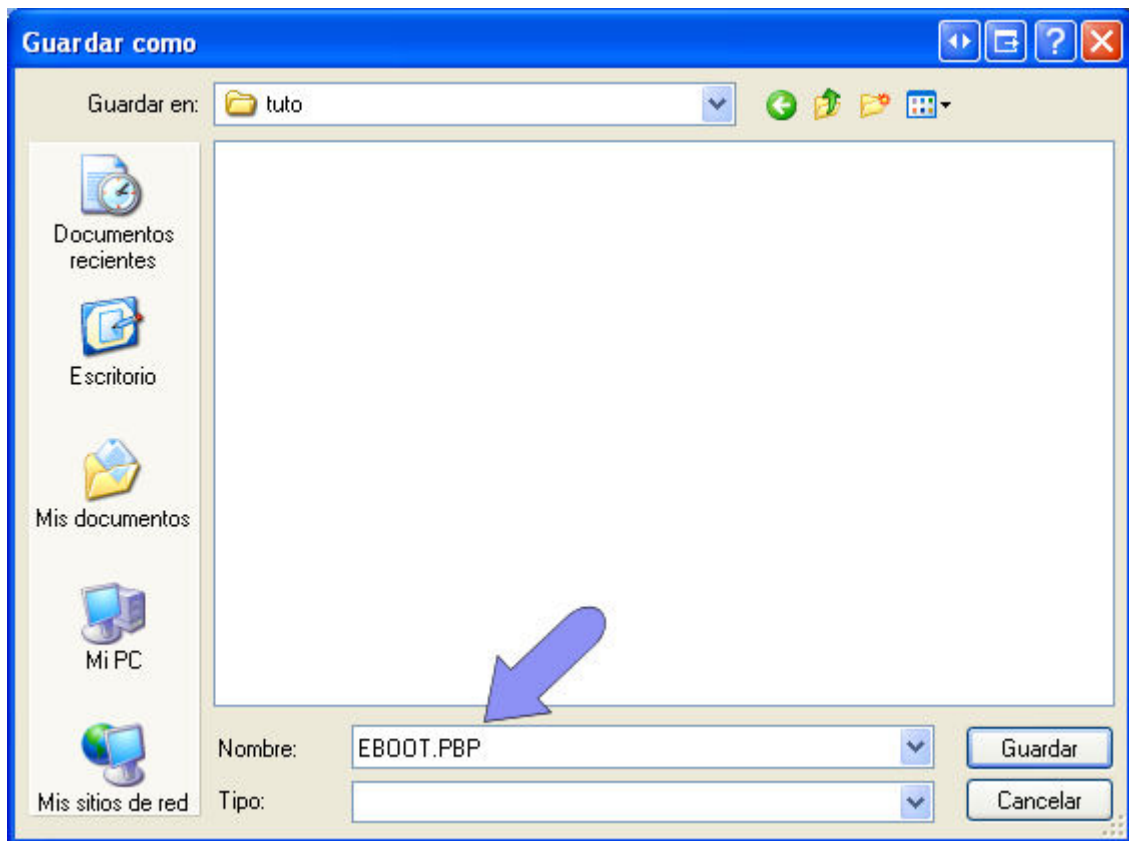 Guardar como
Guardar en: tuto
Documentos
recientes
Escritorio
Mis documentos
Mi PC
Mis sitios de red
Nombre: EBOOT.PBP Guardar
Tipo: Cancelar